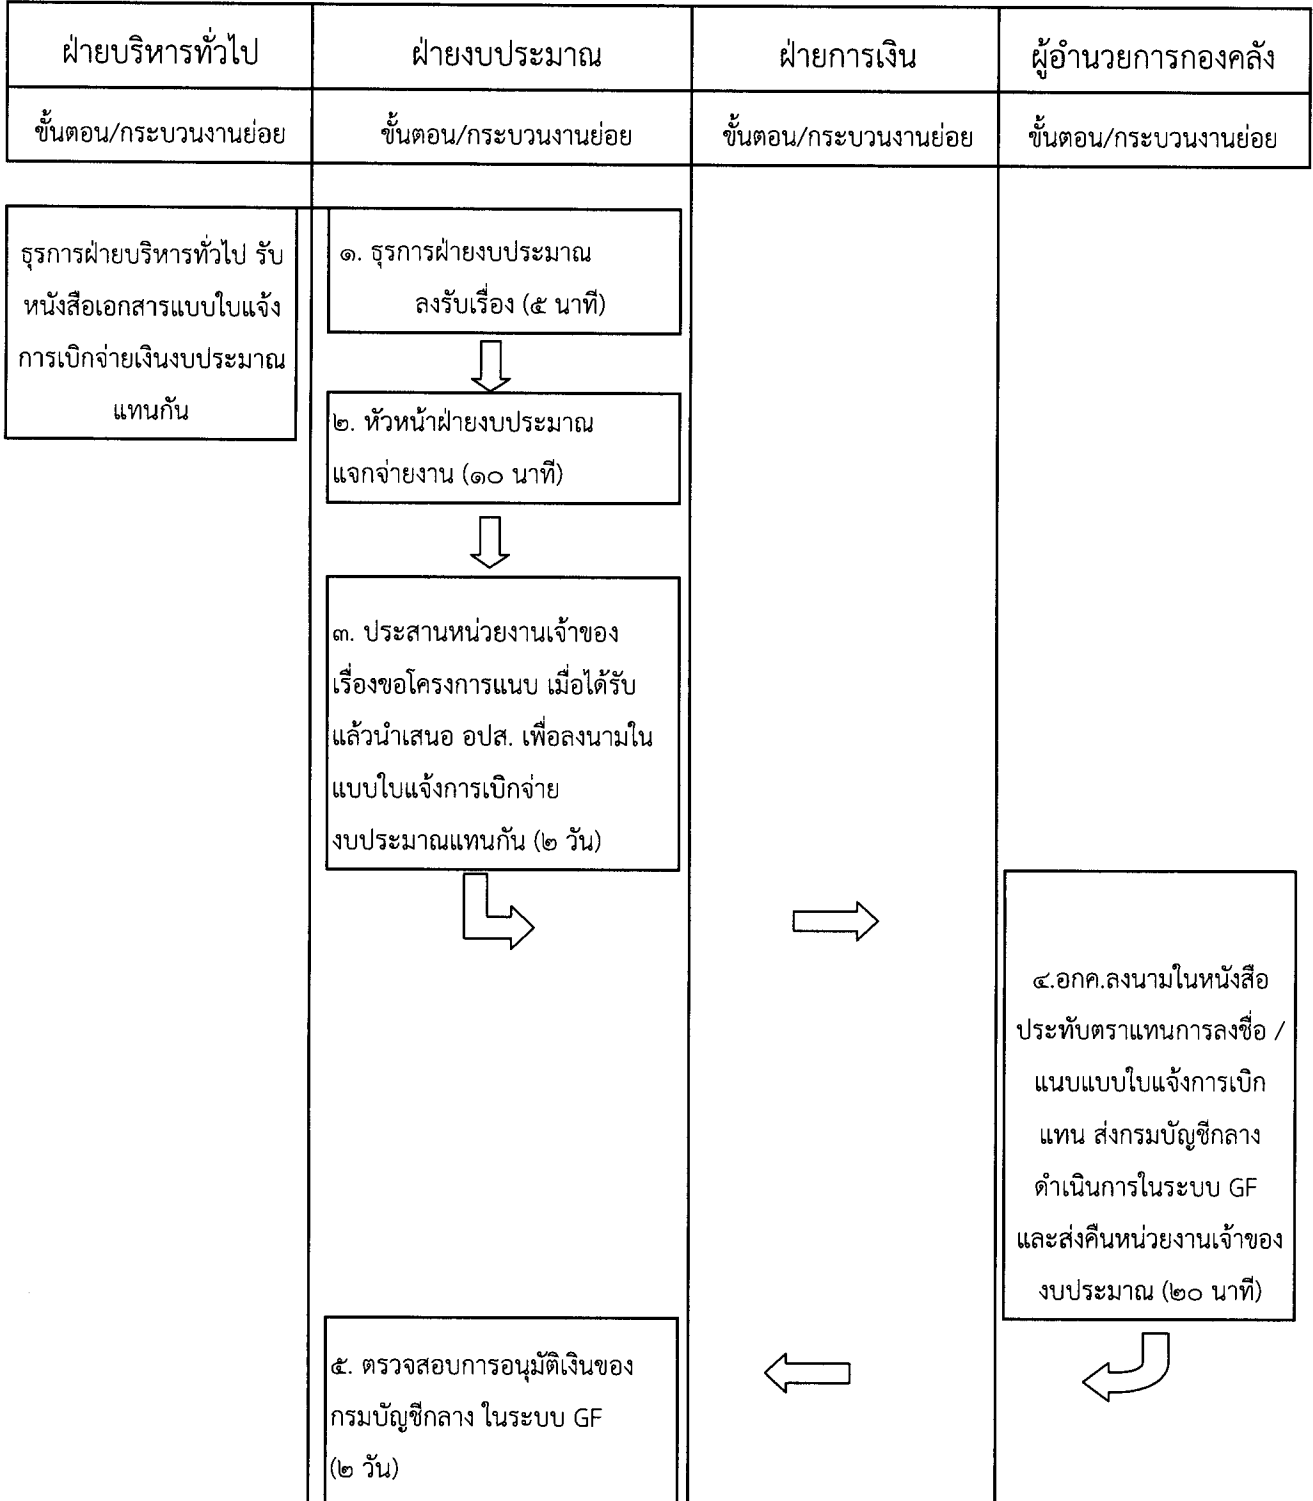 ฝ่ายบริหารทั่วไป
ฝ่ายงบประมาณ
ฝ่ายการเงิน
ผู้อำนวยการกองคลัง
ขั้นตอน/กระบวนงานย่อย
ขั้นตอน/กระบวนงานย่อย
ขั้นตอน/กระบวนงานย่อย
ขั้นตอน/กระบวนงานย่อย
ธุรการฝ่ายบริหารทั่วไป รับ
หนังสือเอกสารแบบใบแจ้ง
การเบิกจ่ายเงินงบประมาณ
แทนกัน
๑. ธุรการฝ่ายงบประมาณ
ลงรับเรื่อง (๕ นาที)
๒. หัวหน้าฝ่ายงบประมาณ
แจกจ่ายงาน (๑๐ นาที)
๓. ประสานหน่วยงานเจ้าของ
เรื่องขอโครงการแนบ เมื่อได้รับ
แล้วนำเสนอ อปส. เพื่อลงนามใน
แบบใบแจ้งการเบิกจ่าย
งบประมาณแทนกัน (๒ วัน)
๔.อกค.ลงนามในหนังสือ
ประทับตราแทนการลงชื่อ /
แนบแบบใบแจ้งการเบิก
แทน ส่งกรมบัญชีกลาง
ดำเนินการในระบบ GF
และส่งคืนหน่วยงานเจ้าของ
งบประมาณ (๒๐ นาที)
๕. ตรวจสอบการอนุมัติเงินของ
กรมบัญชีกลาง ในระบบ GF
(๒ วัน)